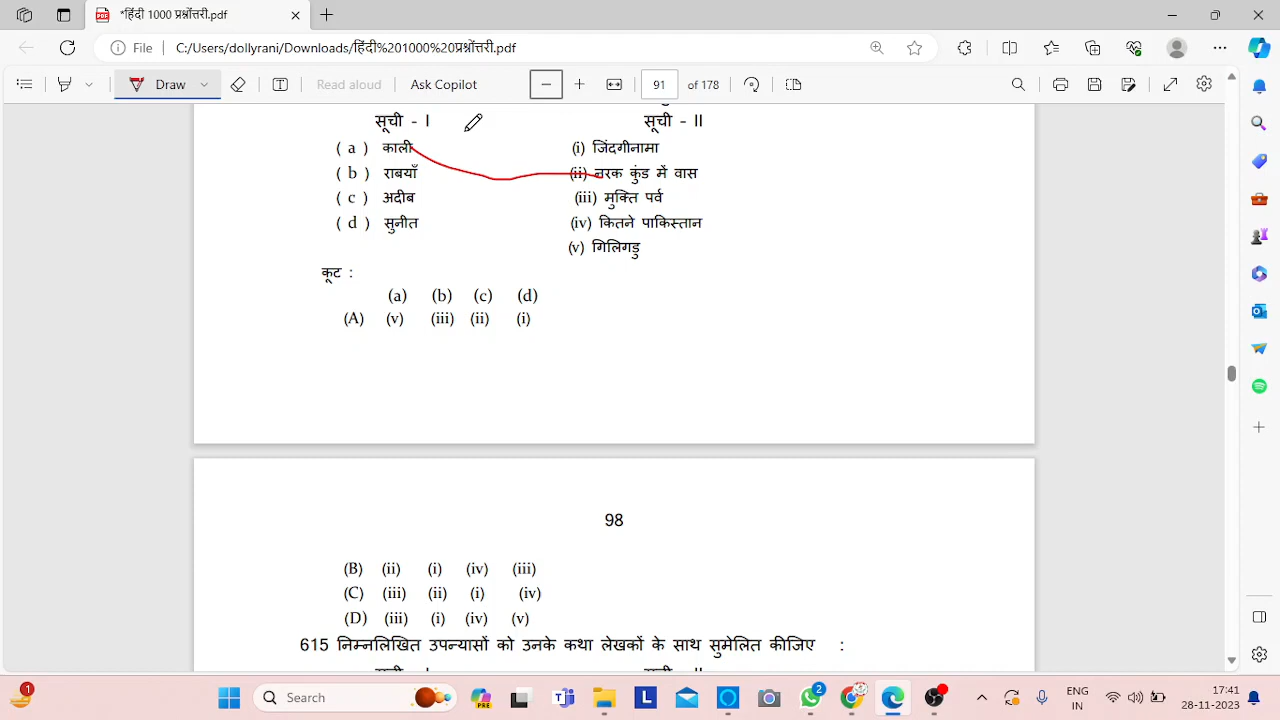 *हिंदी 1000 प्रश्नोंत्तरी.pdf
File C:/Users/dollyrani/Downloads/हिंदी%201000%20प्रश्नोंत्तरी.pdf
Draw Read aloud Ask Copilot 91 of 178
सूची - I सूची - II
( a ) काली (i) जिंदगीनामा
( b ) राबयाँ (ii) नरक कुंड में वास
( c ) अदीब (iii) मुक्ति पर्व
( d ) सुनीत (iv) कितने पाकिस्तान
(v) गिलिगडु
कूट :
(a) (b) (c) (d)
(A) (v) (iii) (ii) (i)
98
(B) (ii) (i) (iv) (iii)
(C) (iii) (ii) (i) (iv)
(D) (iii) (i) (iv) (v)
615 निम्नलिखित उपन्यासों को उनके कथा लेखकों के साथ सुमेलित कीजिए :
Search
PRE
2
ENG
IN
17:41
28-11-2023
1